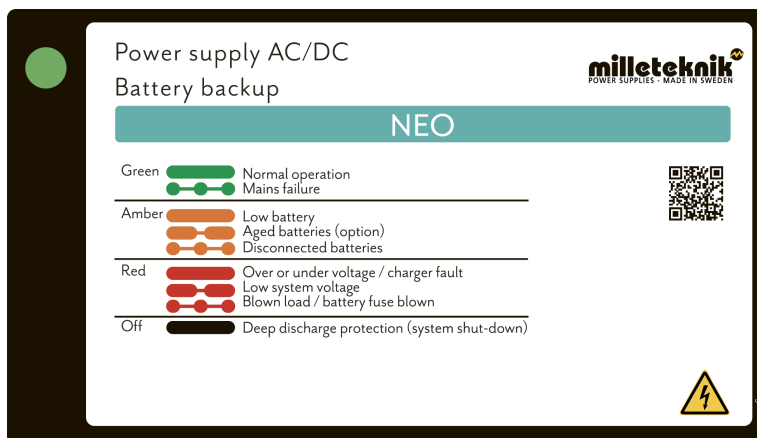 Power supply AC/DC
Battery backup
milleteknik
POWER SUPPLIES - MADE IN SWEDEN
NEO
Green
Normal operation
Mains failure
Amber
Low battery
Aged batteries (option)
Disconnected batteries
Red
Over or under voltage / charger fault
Low system voltage
Blown load / battery fuse blown
Off
Deep discharge protection (system shut-down)